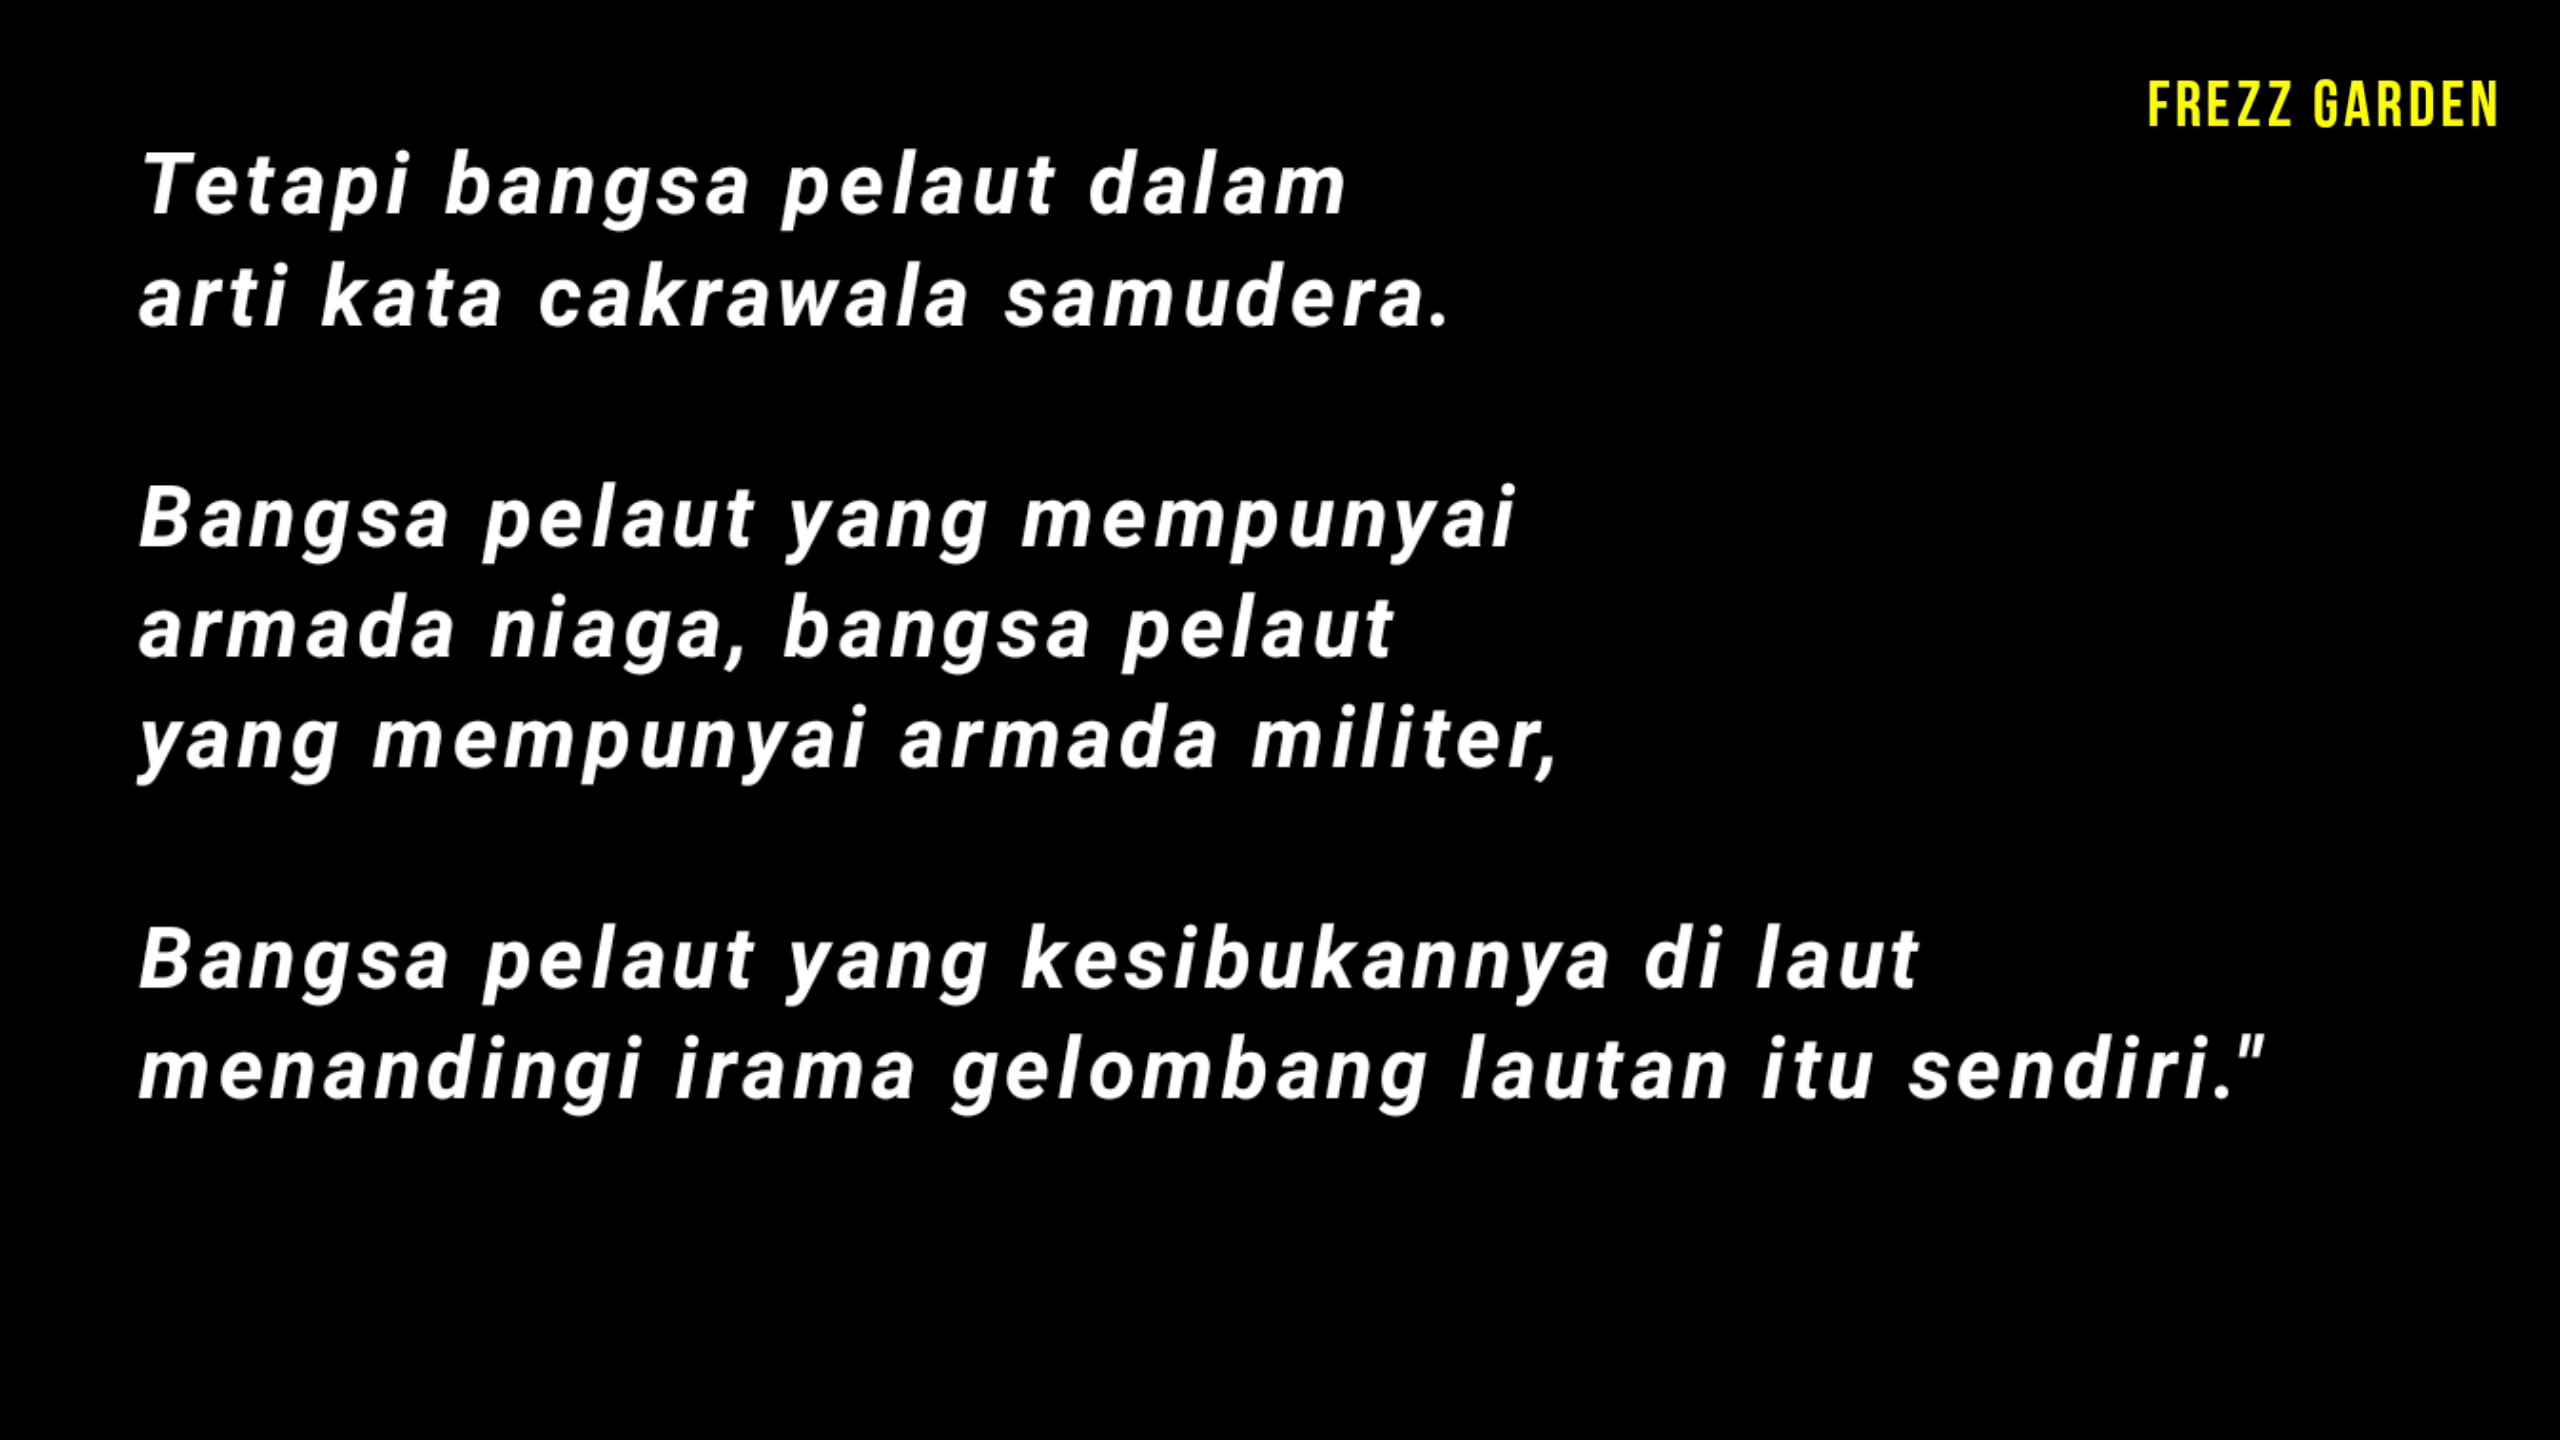 FREZZ GARDEN
Tetapi bangsa pelaut dalam
arti kata cakrawala samudera.
Bangsa pelaut yang mempunyai
armada niaga, bangsa pelaut
yang mempunyai armada militer,
Bangsa pelaut yang kesibukannya di laut
menandingi irama gelombang lautan itu sendiri."